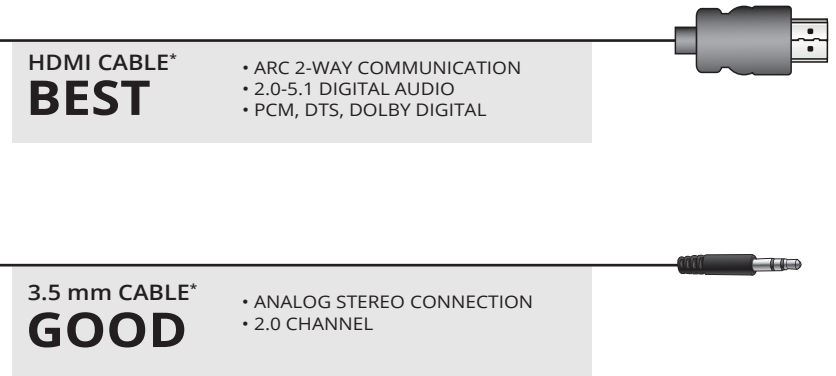 HDMI CABLE*
BEST
• ARC 2-WAY COMMUNICATION
• 2.0-5.1 DIGITAL AUDIO
• PCM, DTS, DOLBY DIGITAL
3.5 mm CABLE*
GOOD
• ANALOG STEREO CONNECTION
• 2.0 CHANNEL